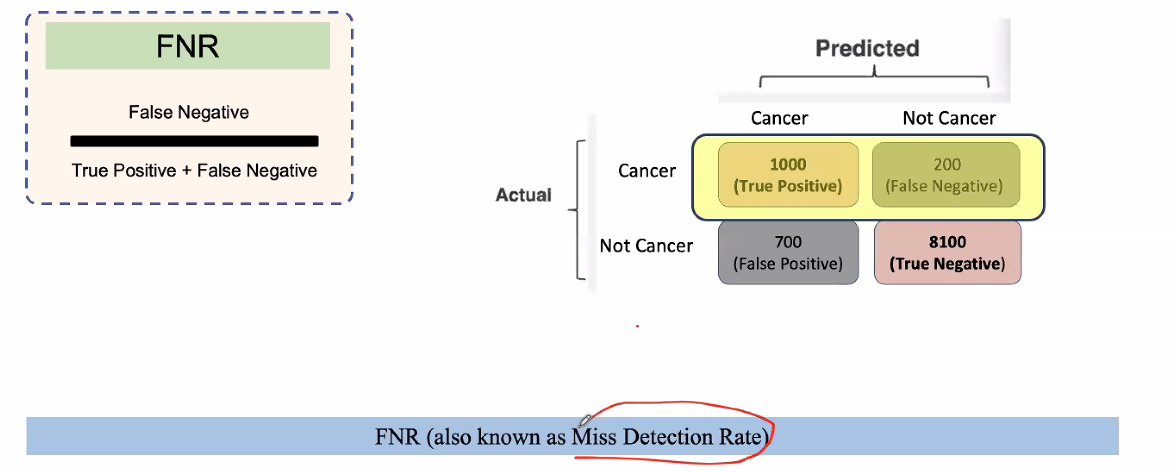 FNR
False Negative
True Positive + False Negative
Predicted
Cancer Not Cancer
Actual
Cancer
1000
(True Positive)
200
(False Negative)
Not Cancer
700
(False Positive)
8100
(True Negative)
FNR (also known as Miss Detection Rate)